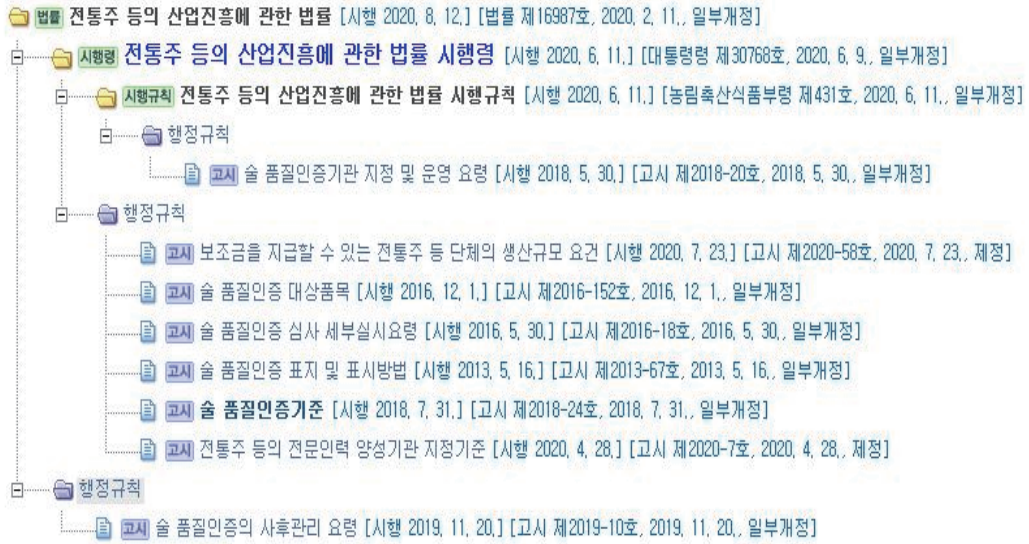 법률 전통주 등의 산업진흥에 관한 법률 [시행 2020. 8. 12.] [법률 제16987호, 2020. 2. 11., 일부개정]
시행령 전통주 등의 산업진흥에 관한 법률 시행령 [시행 2020. 6. 11.] [대통령령 제30768호, 2020. 6. 9., 일부개정]
시행규칙 전통주 등의 산업진흥에 관한 법률 시행규칙 [시행 2020. 6. 11.] [농림축산식품부령 제431호, 2020. 6. 11., 일부개정]
행정규칙
고시 술 품질인증기관 지정 및 운영 요령 [시행 2018. 5. 30.] [고시 제2018-20호, 2018. 5. 30., 일부개정]
행정규칙
고시 보조금을 지급할 수 있는 전통주 등 단체의 생산규모 요건 [시행 2020. 7. 23.] [고시 제2020-58호, 2020. 7. 23., 제정]
고시 술 품질인증 대상품목 [시행 2016. 12. 1.] [고시 제2016-152호, 2016. 12. 1., 일부개정]
고시 술 품질인증 심사 세부실시요령 [시행 2016. 5. 30.] [고시 제2016-18호, 2016. 5. 30., 일부개정]
고시 술 품질인증 표지 및 표시방법 [시행 2013. 5. 16.] [고시 제2013-67호, 2013. 5. 16., 일부개정]
고시 술 품질인증기준 [시행 2018. 7. 31.] [고시 제2018-24호, 2018. 7. 31., 일부개정]
고시 전통주 등의 전문인력 양성기관 지정기준 [시행 2020. 4. 28.] [고시 제2020-7호, 2020. 4. 28., 제정]
행정규칙
고시 술 품질인증의 사후관리 요령 [시행 2019. 11. 20.] [고시 제2019-10호, 2019. 11. 20., 일부개정]